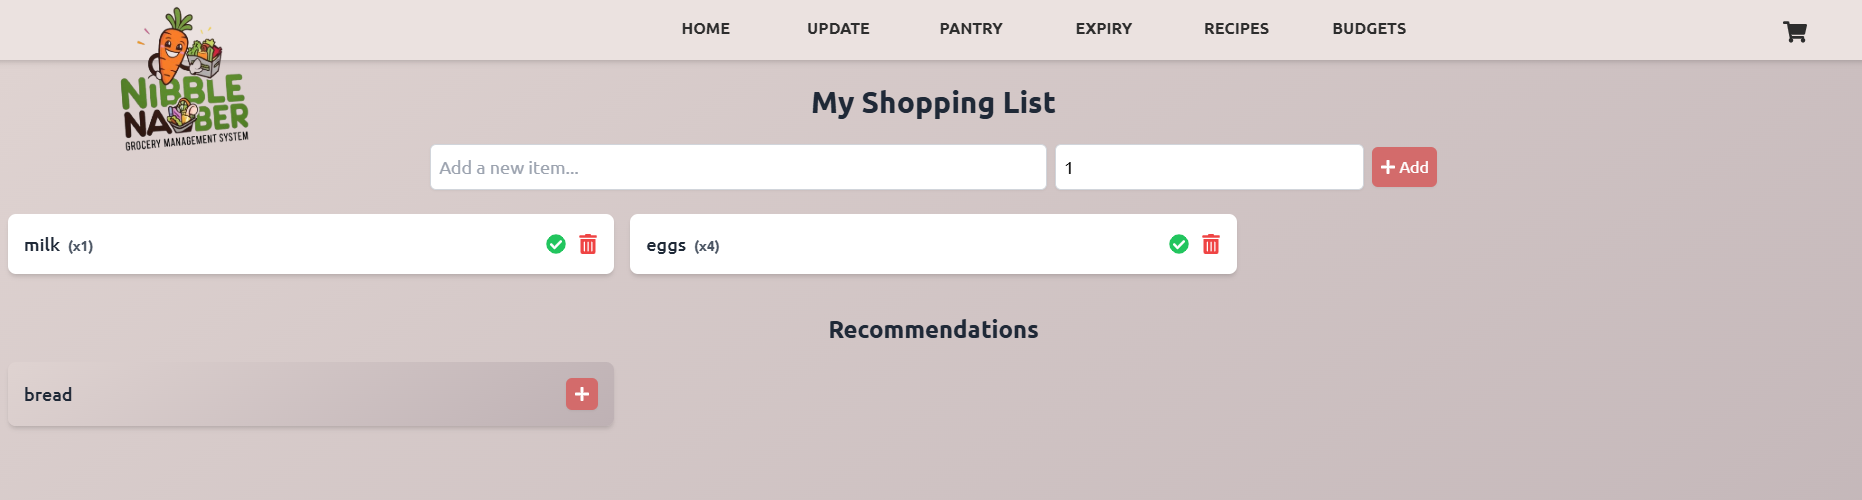 HOME UPDATE PANTRY EXPIRY RECIPES BUDGETS
NiBBLE
NABBER
GROCERY MANAGEMENT SYSTEM
My Shopping List
Add a new item... 1 Add
milk (x1) eggs (x4)
Recommendations
bread